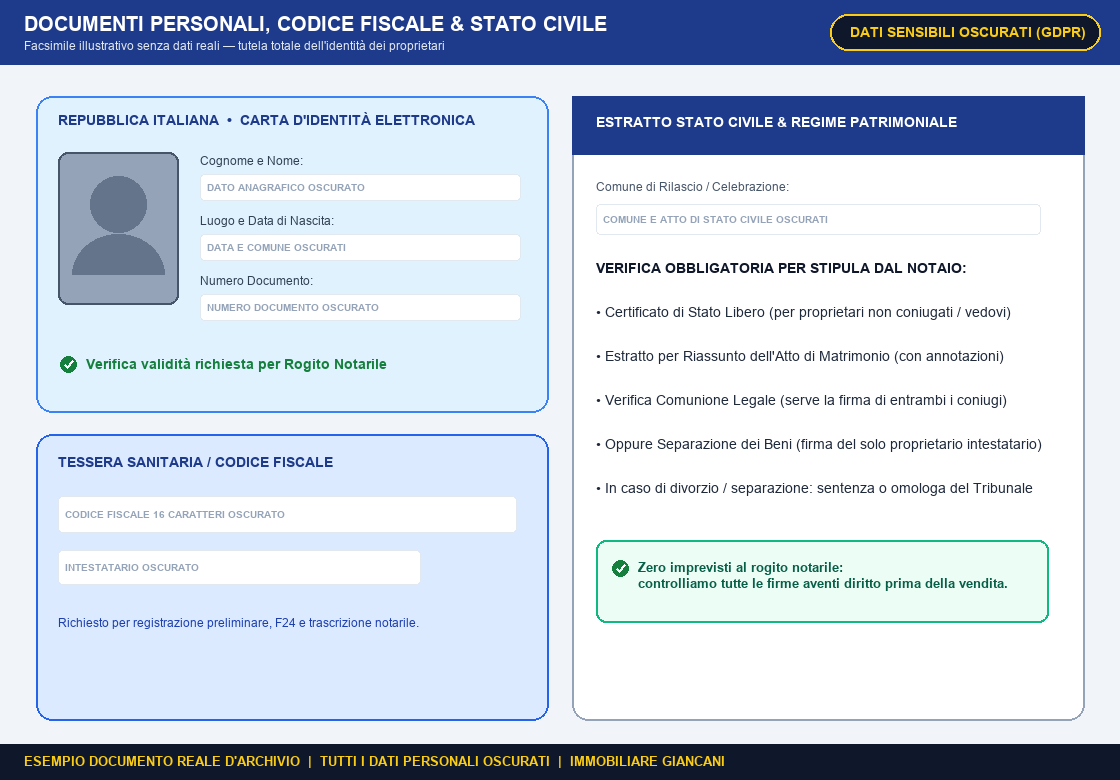 DOCUMENTI PERSONALI, CODICE FISCALE & STATO CIVILE
Facsimile illustrativo senza dati reali — tutela totale dell'identità dei proprietari
DATI SENSIBILI OSCURATI (GDPR)
REPUBBLICA ITALIANA • CARTA D'IDENTITÀ ELETTRONICA
Cognome e Nome:
DATO ANAGRAFICO OSCURATO
Luogo e Data di Nascita:
DATA E COMUNE OSCURATI
Numero Documento:
NUMERO DOCUMENTO OSCURATO
Verifica validità richiesta per Rogito Notarile
TESSERA SANITARIA / CODICE FISCALE
CODICE FISCALE 16 CARATTERI OSCURATO
INTESTATARIO OSCURATO
Richiesto per registrazione preliminare, F24 e trascrizione notarile.
ESTRATTO STATO CIVILE & REGIME PATRIMONIALE
Comune di Rilascio / Celebrazione:
COMUNE E ATTO DI STATO CIVILE OSCURATI
VERIFICA OBBLIGATORIA PER STIPULA DAL NOTAIO:
• Certificato di Stato Libero (per proprietari non coniugati / vedovi)
• Estratto per Riassunto dell'Atto di Matrimonio (con annotazioni)
• Verifica Comunione Legale (serve la firma di entrambi i coniugi)
• Oppure Separazione dei Beni (firma del solo proprietario intestatario)
• In caso di divorzio / separazione: sentenza o omologa del Tribunale
Zero imprevisti al rogito notarile:
controlliamo tutte le firme aventi diritto prima della vendita.
ESEMPIO DOCUMENTO REALE D'ARCHIVIO | TUTTI I DATI PERSONALI OSCURATI | IMMOBILIARE GIANCANI